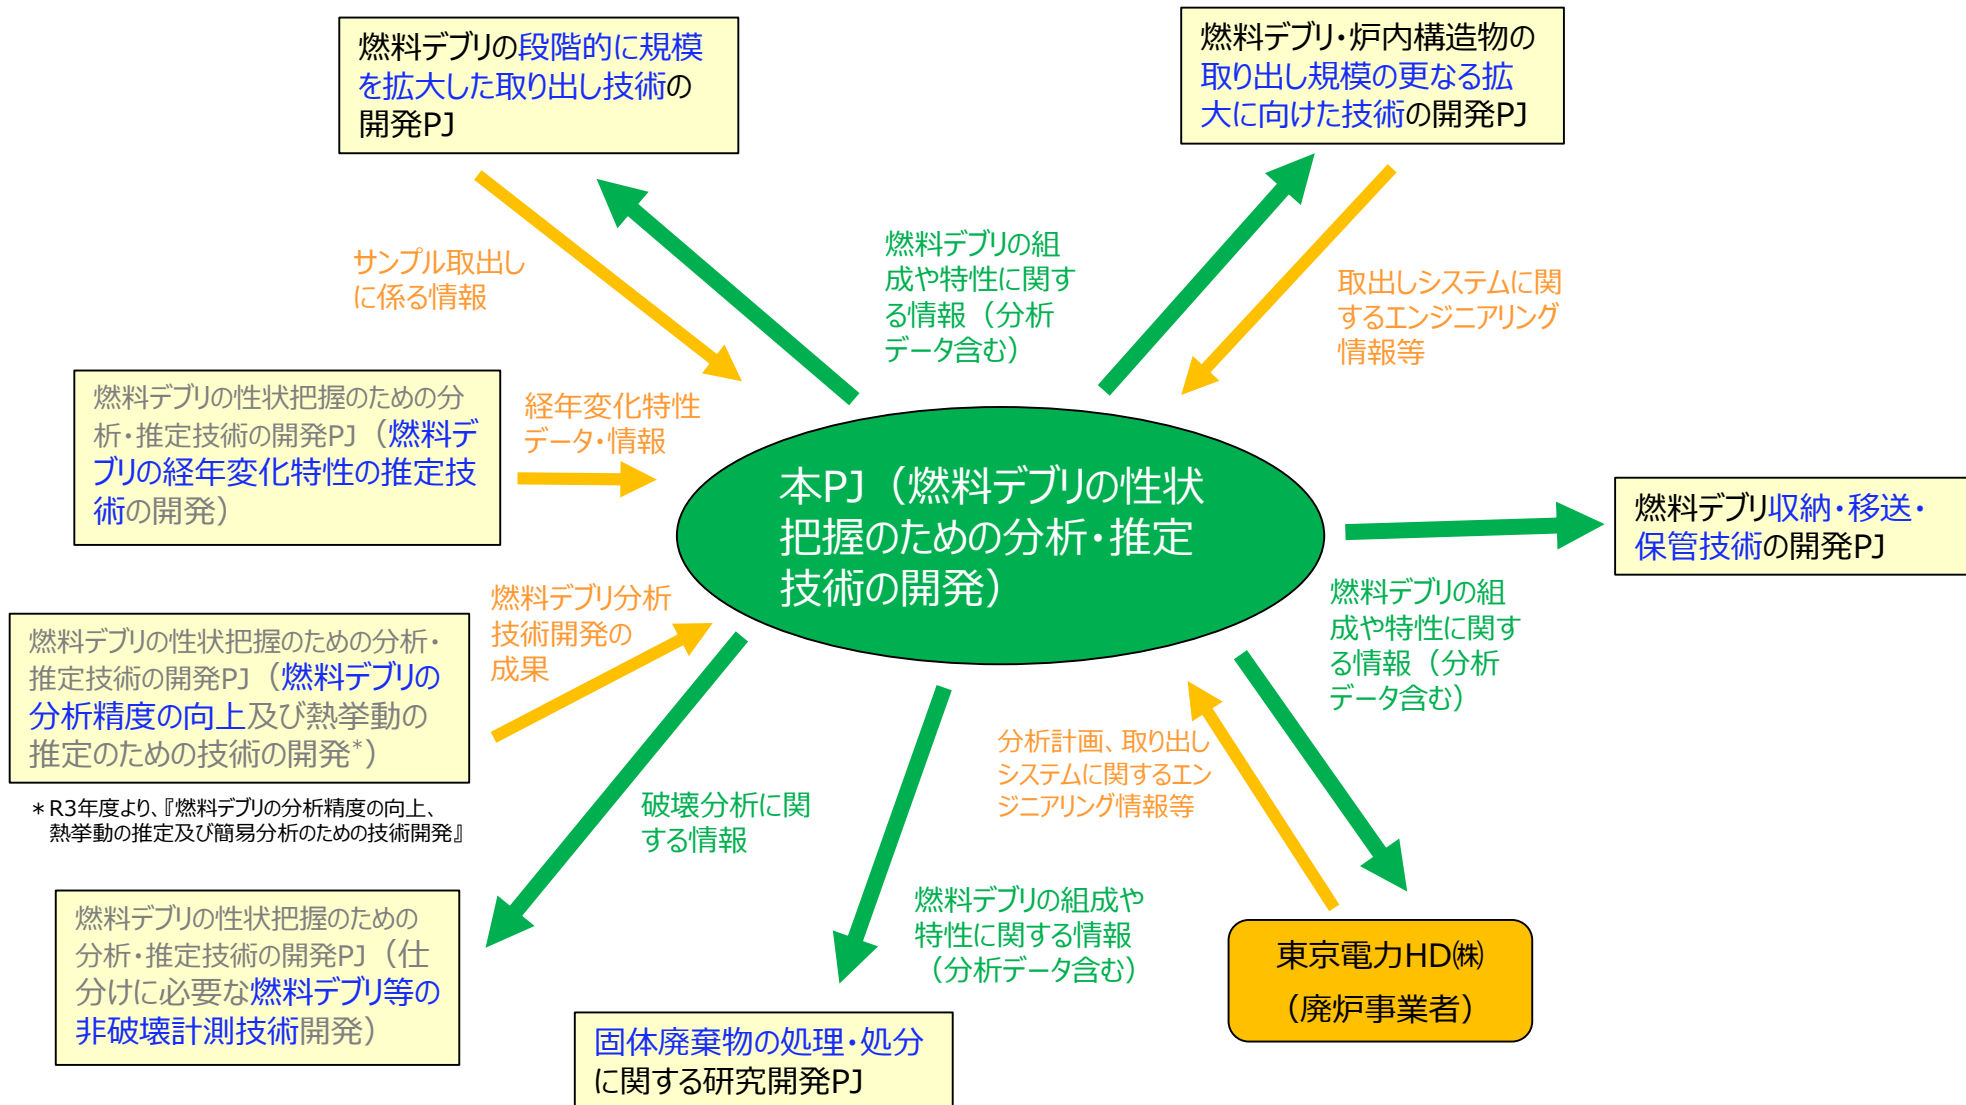 燃料デブリの段階的に規模
を拡大した取り出し技術の
開発PJ
燃料デブリ・炉内構造物の
取り出し規模の更なる拡
大に向けた技術の開発PJ
サンプル取出し
に係る情報
燃料デブリの組
成や特性に関す
る情報（分析
データ含む）
取出しシステムに関
するエンジニアリング
情報等
燃料デブリの性状把握のための分
析・推定技術の開発PJ（燃料デ
ブリの経年変化特性の推定技
術の開発）
経年変化特性
データ・情報
本PJ（燃料デブリの性状
把握のための分析・推定
技術の開発）
燃料デブリ収納・移送・
保管技術の開発PJ
燃料デブリ分析
技術開発の
成果
燃料デブリの組
成や特性に関す
る情報（分析
データ含む）
燃料デブリの性状把握のための分析・
推定技術の開発PJ（燃料デブリの
分析精度の向上及び熱挙動の
推定のための技術の開発*）
＊R3年度より、『燃料デブリの分析精度の向上、
熱挙動の推定及び簡易分析のための技術開発』
破壊分析に関
する情報
分析計画、取り出し
システムに関するエン
ジニアリング情報等
燃料デブリの性状把握のための
分析・推定技術の開発PJ（仕
分けに必要な燃料デブリ等の
非破壊計測技術開発）
燃料デブリの組成や
特性に関する情報
（分析データ含む）
東京電力HD㈱
（廃炉事業者）
固体廃棄物の処理・処分
に関する研究開発PJ